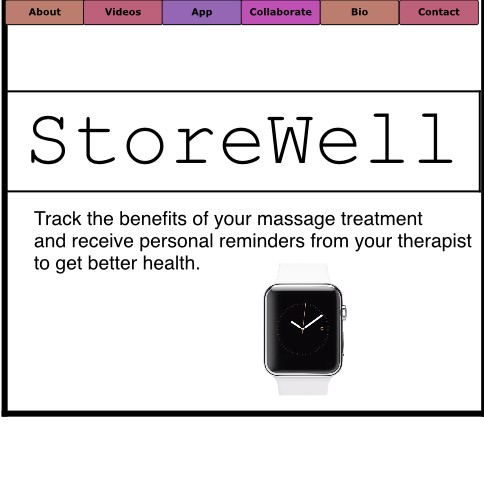 About Videos App Collaborate Bio Contact
StoreWell
Track the benefits of your massage treatment
and receive personal reminders from your therapist
to get better health.